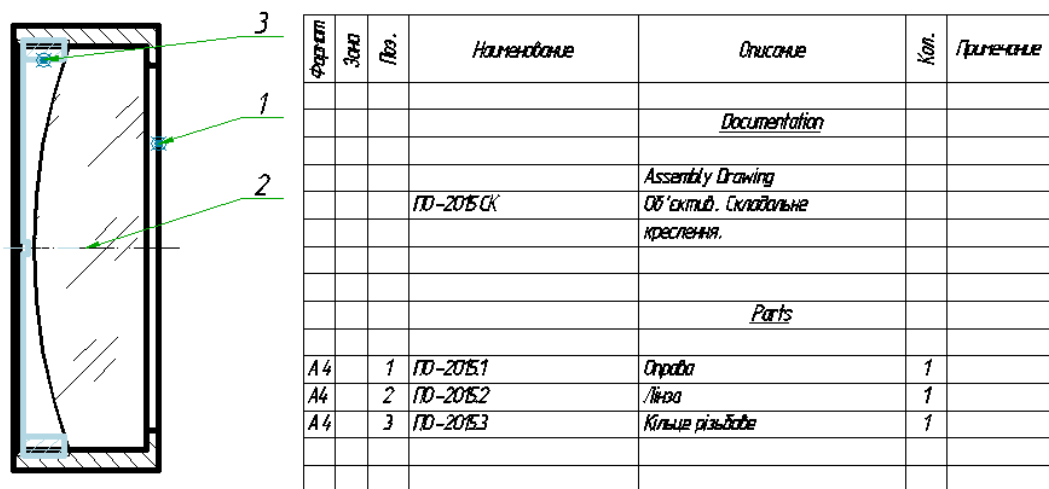 3
1
2
Формат Зона Поз. Наименование Описание Кол. Примечание
Documentation
Assembly Drawing
ПО-2015 СК Об'єктив. Складальне
креслення.
Parts
А4 1 ПО-2015.1 Оправа 1
А4 2 ПО-2015.2 Лінза 1
А4 3 ПО-2015.3 Кільце різьбове 1